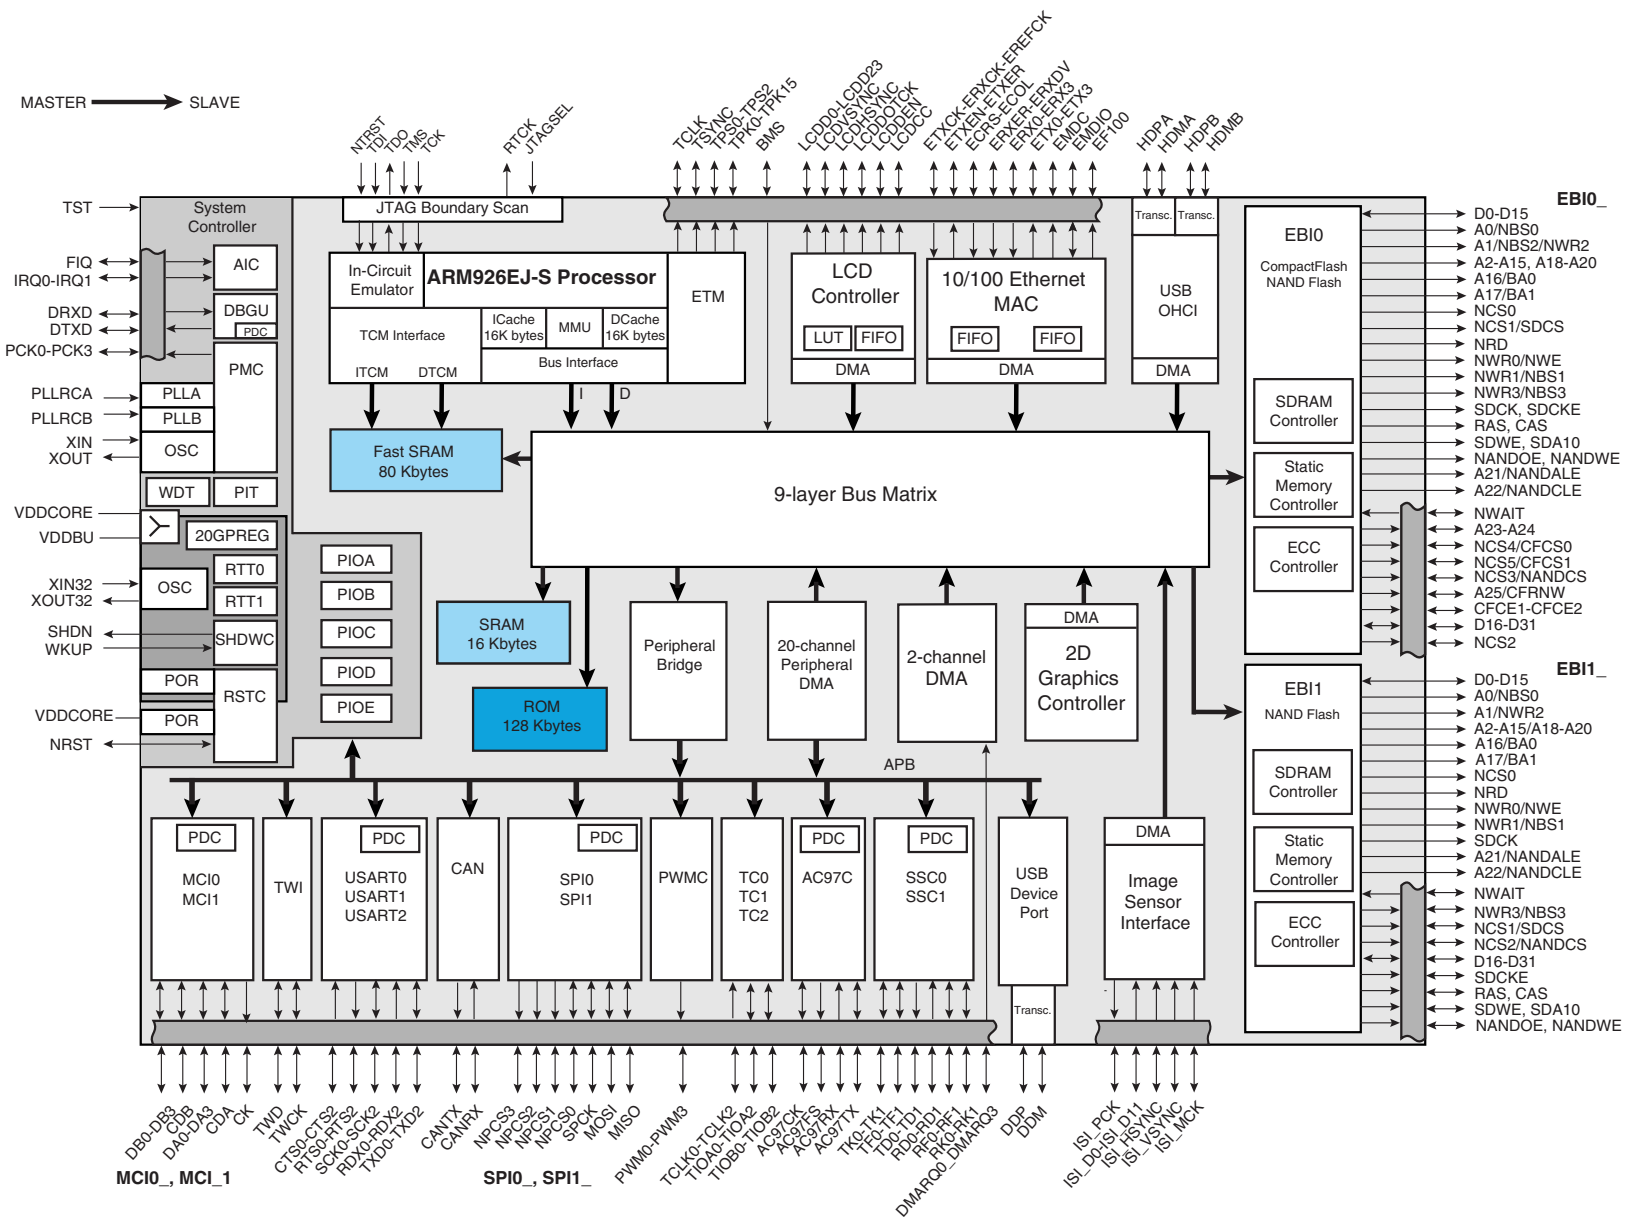 MASTER
SLAVE
NTRST
TDI
TDO
TMS
TCK
RTCK
JTAGSEL
TCLK
TSYNC
TPS0-TPS2
TPK0-TPK15
BMS
LCDD0-LCDD23
LCDVSYNC
LCDHSYNC
LCDDOTCK
LCDDEN
LCDCC
ETXCK-ERXCK-EREFCK
ETXEN-ETXER
ECRS-ECOL
ERXER-ERXDV
ERX0-ERX3
ETX0-ETX3
EMDC
EMDIO
EF100
HDPA
HDMA
HDPB
HDMB
TST
FIQ
IRQ0-IRQ1
DRXD
DTXD
PCK0-PCK3
PLLRCA
PLLRCB
XIN
XOUT
VDDCORE
VDDBU
XIN32
XOUT32
SHDN
WKUP
VDDCORE
NRST
System
Controller
AIC
DBGU
PDC
PMC
PLLA
PLLB
OSC
WDT
PIT
20GPREG
OSC
RTT0
RTT1
SHDWC
POR
RSTC
POR
PIOA
PIOB
PIOC
PIOD
PIOE
JTAG Boundary Scan
In-Circuit
Emulator
ARM926EJ-S Processor
ETM
TCM Interface
ICache
16K bytes
MMU
DCache
16K bytes
Bus Interface
ITCM
DTCM
I
D
LCD
Controller
LUT
FIFO
DMA
10/100 Ethernet
MAC
FIFO
FIFO
DMA
Transc.
Transc.
USB
OHCI
DMA
Fast SRAM
80 Kbytes
9-layer Bus Matrix
SRAM
16 Kbytes
ROM
128 Kbytes
Peripheral
Bridge
20-channel
Peripheral
DMA
2-channel
DMA
DMA
2D
Graphics
Controller
APB
EBI0
CompactFlash
NAND Flash
SDRAM
Controller
Static
Memory
Controller
ECC
Controller
EBI1
NAND Flash
SDRAM
Controller
Static
Memory
Controller
ECC
Controller
EBI0_
D0-D15
A0/NBS0
A1/NBS2/NWR2
A2-A15, A18-A20
A16/BA0
A17/BA1
NCS0
NCS1/SDCS
NRD
NWR0/NWE
NWR1/NBS1
NWR3/NBS3
SDCK, SDCKE
RAS, CAS
SDWE, SDA10
NANDOE, NANDWE
A21/NANDALE
A22/NANDCLE
NWAIT
A23-A24
NCS4/CFCS0
NCS5/CFCS1
NCS3/NANDCS
A25/CFRNW
CFCE1-CFCE2
D16-D31
NCS2
EBI1_
D0-D15
A0/NBS0
A1/NWR2
A2-A15/A18-A20
A16/BA0
A17/BA1
NCS0
NRD
NWR0/NWE
NWR1/NBS1
SDCK
A21/NANDALE
A22/NANDCLE
NWAIT
NWR3/NBS3
NCS1/SDCS
NCS2/NANDCS
D16-D31
SDCKE
RAS, CAS
SDWE, SDA10
NANDOE, NANDWE
PDC
MCI0
MCI1
TWI
PDC
USART0
USART1
USART2
CAN
PDC
SPI0
SPI1
PWMC
TC0
TC1
TC2
PDC
AC97C
PDC
SSC0
SSC1
USB
Device
Port
Transc.
DMA
Image
Sensor
Interface
DB0-DB3
CDB
DA0-DA3
CDA
CK
TWD
TWCK
CTS0-CTS2
RTS0-RTS2
SCK0-SCK2
RDX0-RDX2
TXD0-TXD2
CANTX
CANRX
NPCS3
NPCS2
NPCS1
NPCS0
SPCK
MOSI
MISO
PWM0-PWM3
TCLK0-TCLK2
TIOA0-TIOA2
TIOB0-TIOB2
AC97CK
AC97FS
AC97RX
AC97TX
TK0-TK1
TF0-TF1
TD0-TD1
RD0-RD1
RF0-RF1
RK0-RK1
DMARQ0_DMARQ3
DDP
DDM
ISI_PCK
ISI_D0-ISI_D11
ISI_HSYNC
ISI_VSYNC
ISI_MCK
MCI0_, MCI_1
SPI0_, SPI1_